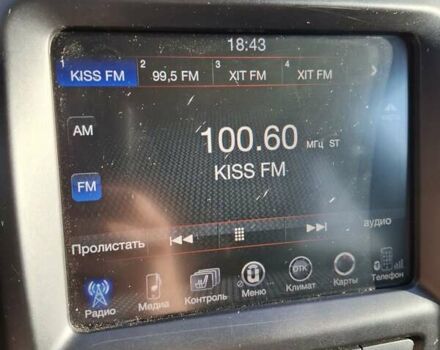 18:43
1 KISS FM
2 99,5 FM
3 ХІТ FM
4 ХІТ FM
AM
100.60 МГц ST
FM
KISS FM
Пролистать
аудио
Радио
Медиа
Контроль
Меню
Климат
Карты
Телефон